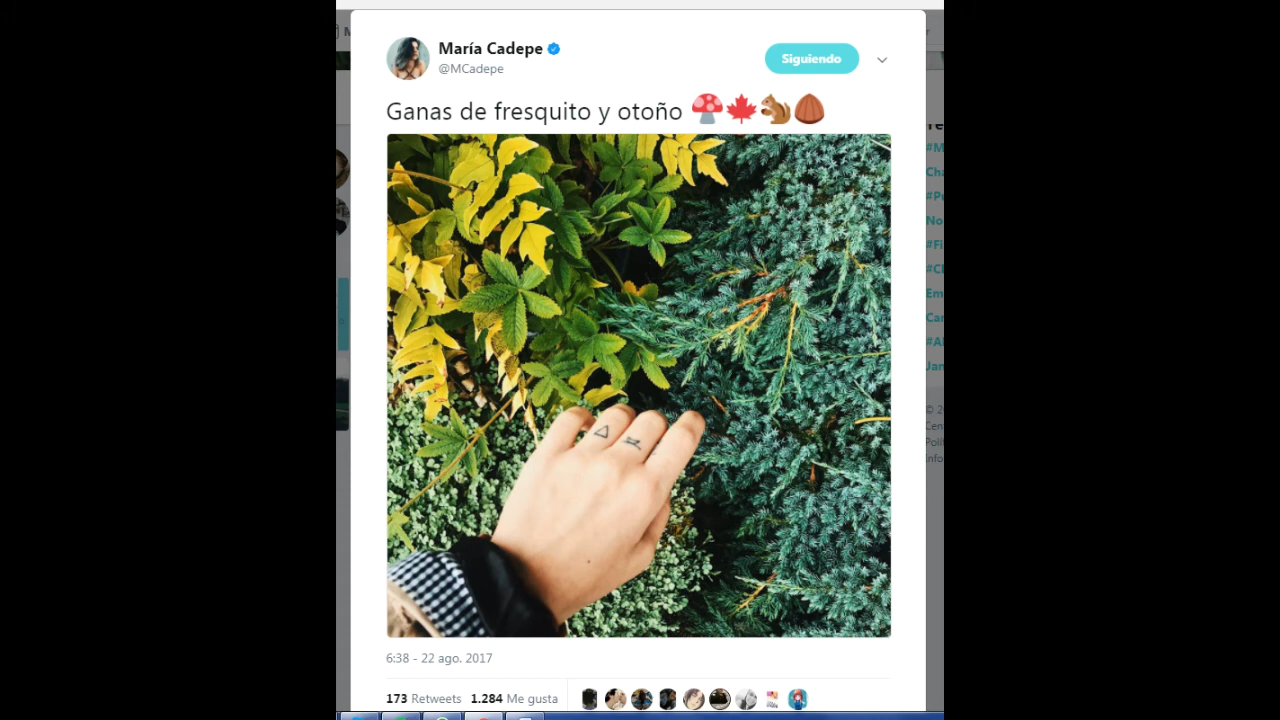 María Cadepe
@MCadepe
Siguiendo
Ganas de fresquito y otoño 🍄🍁🐿️🌰
6:38 - 22 ago. 2017
173 Retweets 1.284 Me gusta